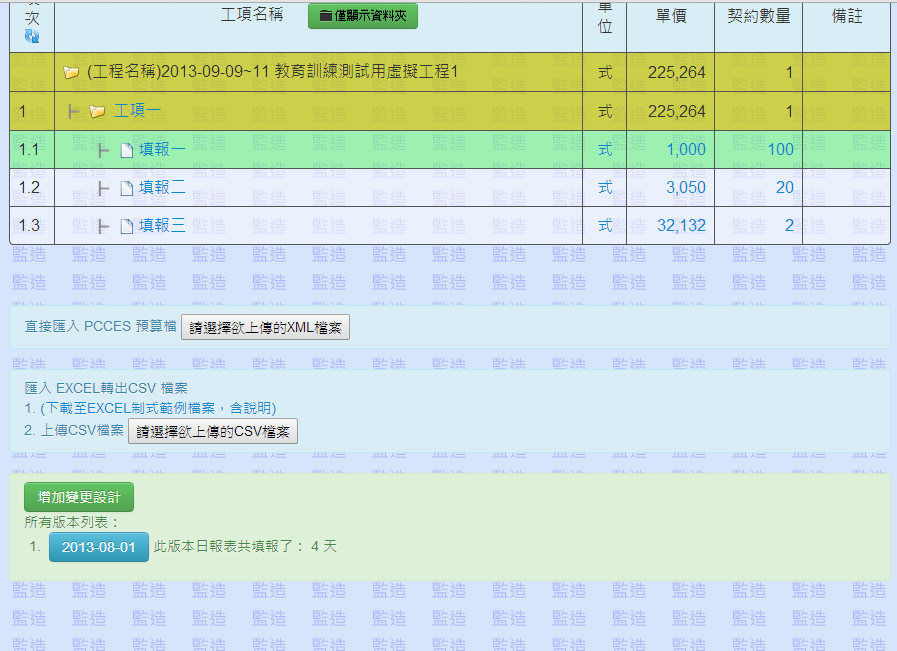 項次 工項名稱 僅顯示資料夾 單位 單價 契約數量 備註
(工程名稱)2013-09-09~11 教育訓練測試用虛擬工程1 式 225,264 1
1 工項一 式 225,264 1
1.1 填報一 式 1,000 100
1.2 填報二 式 3,050 20
1.3 填報三 式 32,132 2
直接匯入 PCCES 預算檔 請選擇欲上傳的XML檔案
匯入 EXCEL轉出CSV 檔案
1. (下載至EXCEL制式範例檔案，含說明)
2. 上傳CSV檔案 請選擇欲上傳的CSV檔案
增加變更設計
所有版本列表：
1. 2013-08-01 此版本日報表共填報了： 4 天
監造